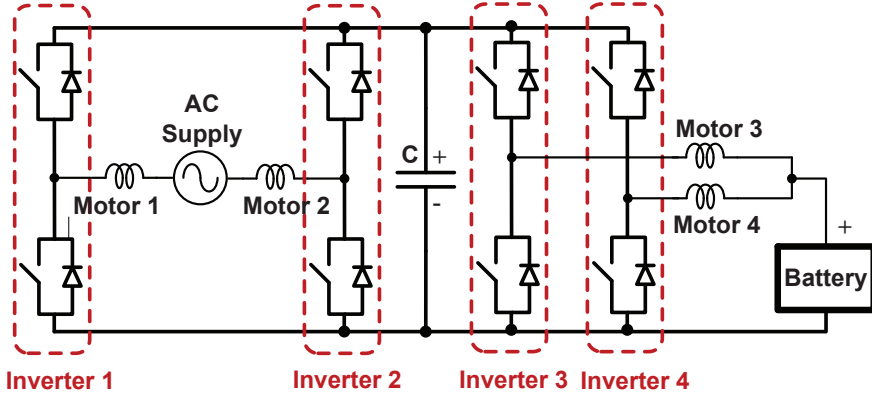 AC
Supply
Motor 1
Motor 2
C
+
-
Motor 3
Motor 4
+
Battery
Inverter 1
Inverter 2
Inverter 3
Inverter 4